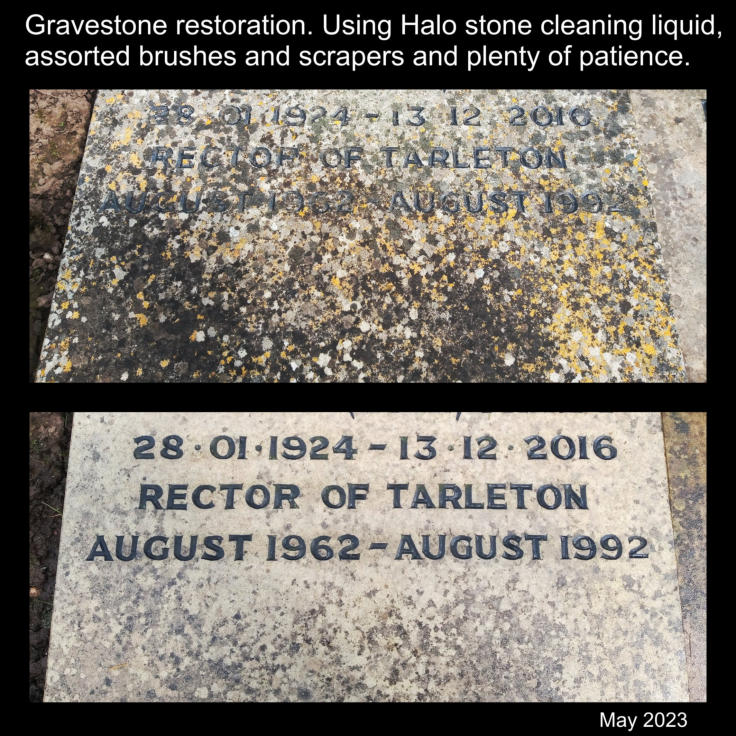 Gravestone restoration. Using Halo stone cleaning liquid,
assorted brushes and scrapers and plenty of patience.
28 · 01 · 1924 - 13 · 12 · 2016
RECTOR OF TARLETON
AUGUST 1962 - AUGUST 1992
28 · 01 · 1924 - 13 · 12 · 2016
RECTOR OF TARLETON
AUGUST 1962 - AUGUST 1992
May 2023